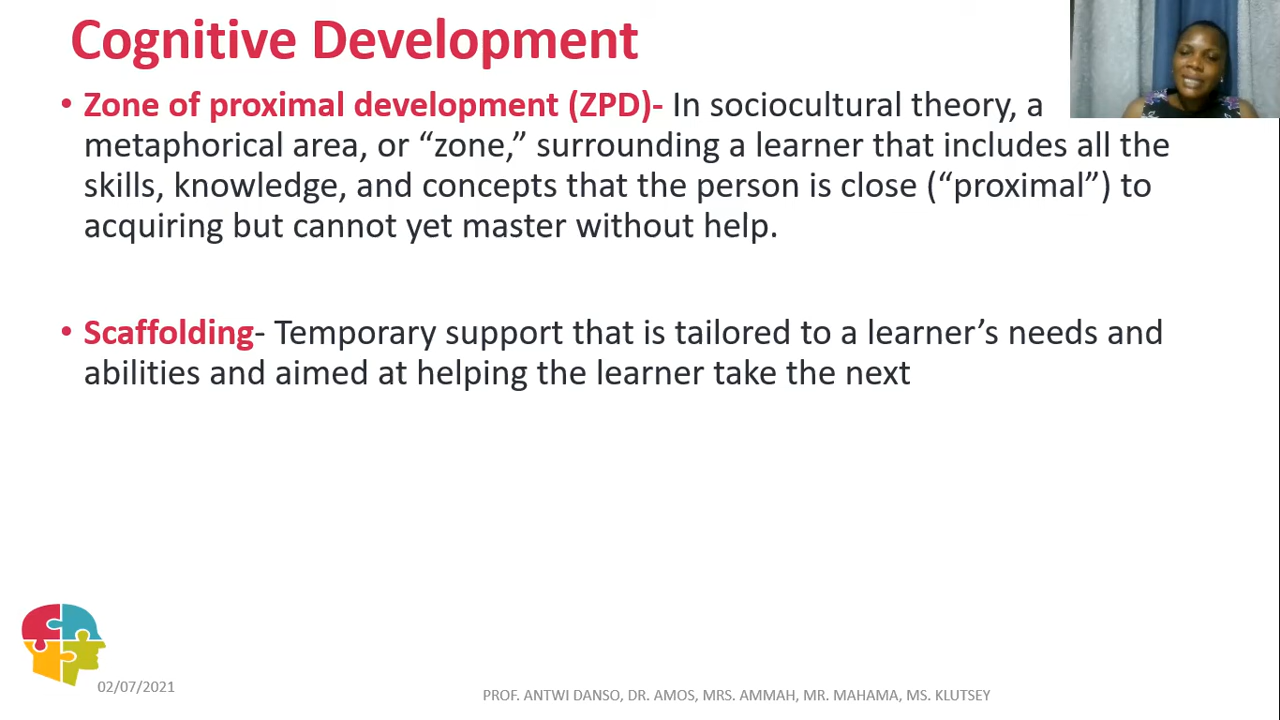 Cognitive Development
• Zone of proximal development (ZPD)- In sociocultural theory, a
metaphorical area, or “zone,” surrounding a learner that includes all the
skills, knowledge, and concepts that the person is close (“proximal”) to
acquiring but cannot yet master without help.
• Scaffolding- Temporary support that is tailored to a learner’s needs and
abilities and aimed at helping the learner take the next
02/07/2021
PROF. ANTWI DANSO, DR. AMOS, MRS. AMMAH, MR. MAHAMA, MS. KLUTSEY